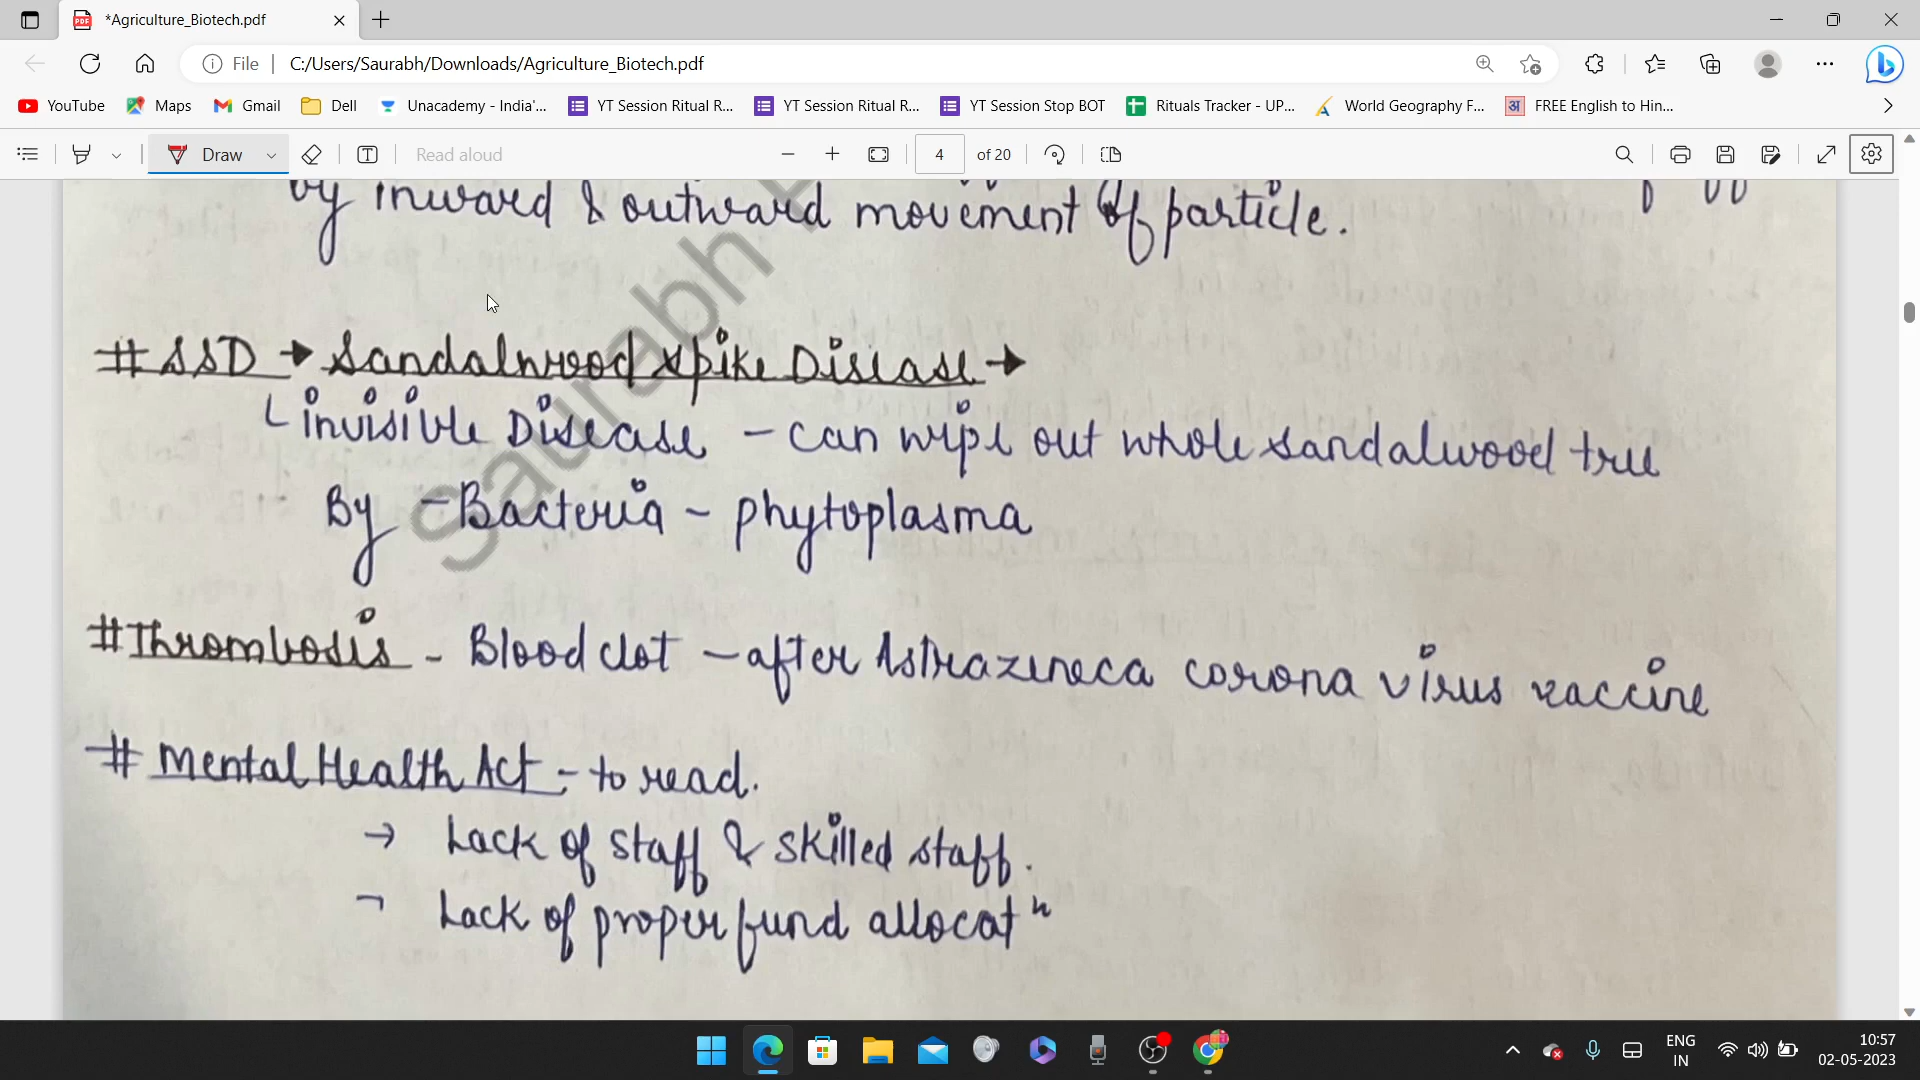 *Agriculture_Biotech.pdf
File
C:/Users/Saurabh/Downloads/Agriculture_Biotech.pdf
YouTube Maps Gmail Dell Unacademy - India'... YT Session Ritual R... YT Session Ritual R... YT Session Stop BOT Rituals Tracker - UP... World Geography F... FREE English to Hin...
Draw Read aloud 4 of 20
by inward & outward movement of particle.
# SSD → Sandalwood Spike Disease →
invisible Disease - can wipe out whole sandalwood tree
By - Bacteria - phytoplasma
# Thrombosis - Blood clot - after Astrazeneca corona virus vaccine
# Mental Health Act - to read.
→ Lack of staff & skilled staff.
¬ Lack of proper fund allocatⁿ
Saurabh
ENG
IN
10:57
02-05-2023